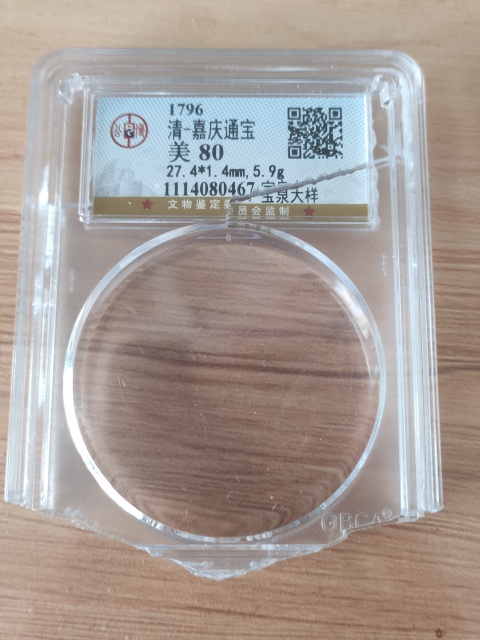 1796
清-嘉庆通宝
美 80
27.4*1.4mm,5.9g
1114080467, 宝泉大样
文物鉴定委员会监制
GBCA®